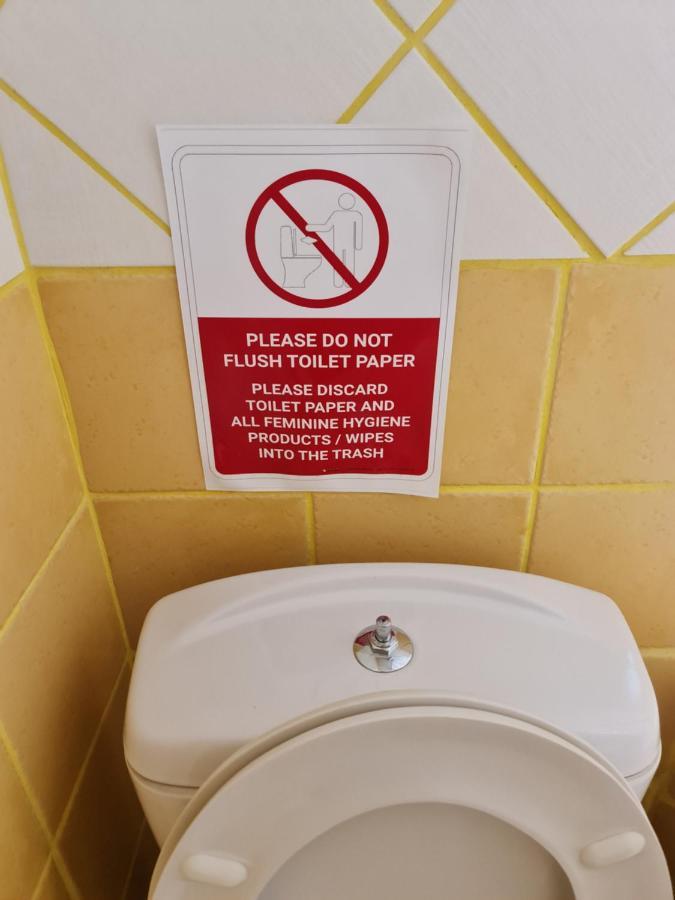 PLEASE DO NOT
FLUSH TOILET PAPER
PLEASE DISCARD
TOILET PAPER AND
ALL FEMININE HYGIENE
PRODUCTS / WIPES
INTO THE TRASH